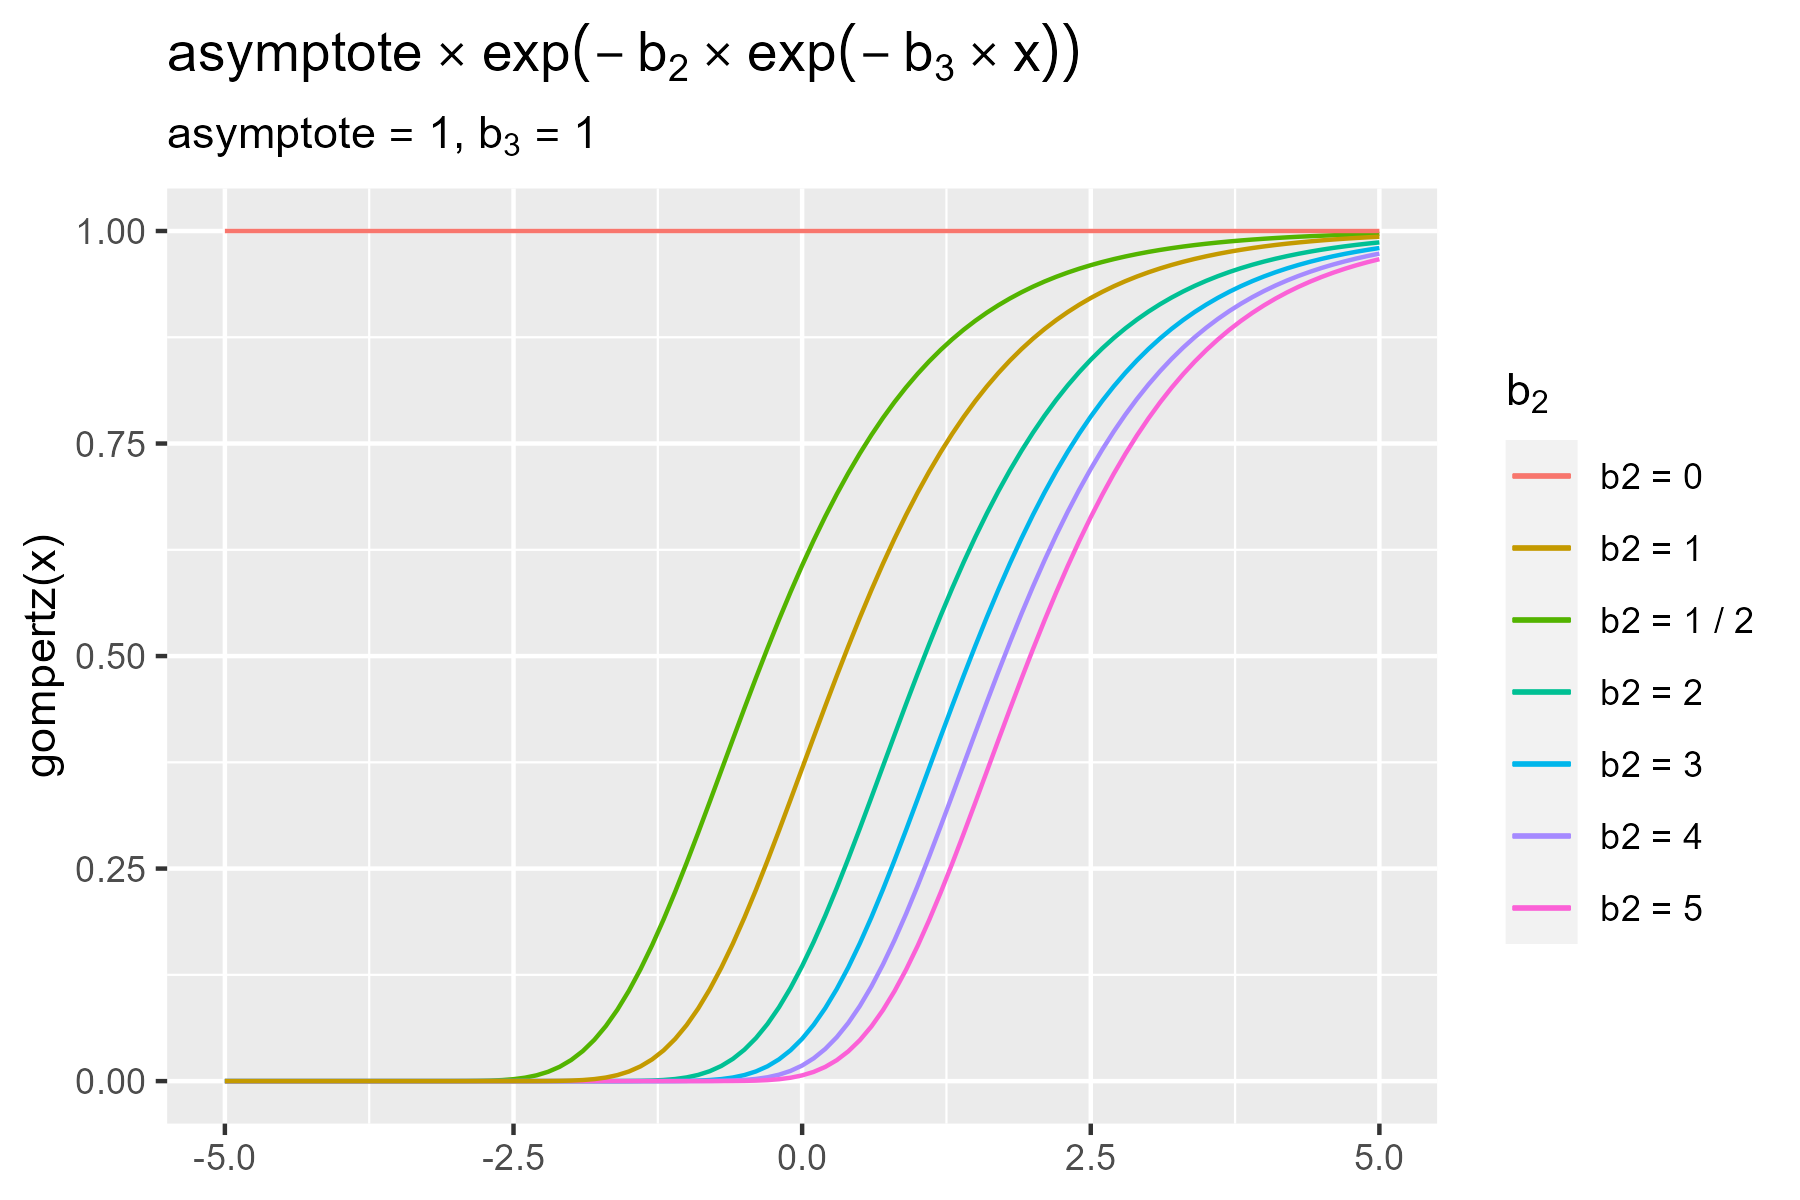 asymptote × exp(− b₂ × exp(− b₃ × x))
asymptote = 1, b₃ = 1
gompertz(x)
1.00
0.75
0.50
0.25
0.00
-5.0
-2.5
0.0
2.5
5.0
b₂
b2 = 0
b2 = 1
b2 = 1 / 2
b2 = 2
b2 = 3
b2 = 4
b2 = 5